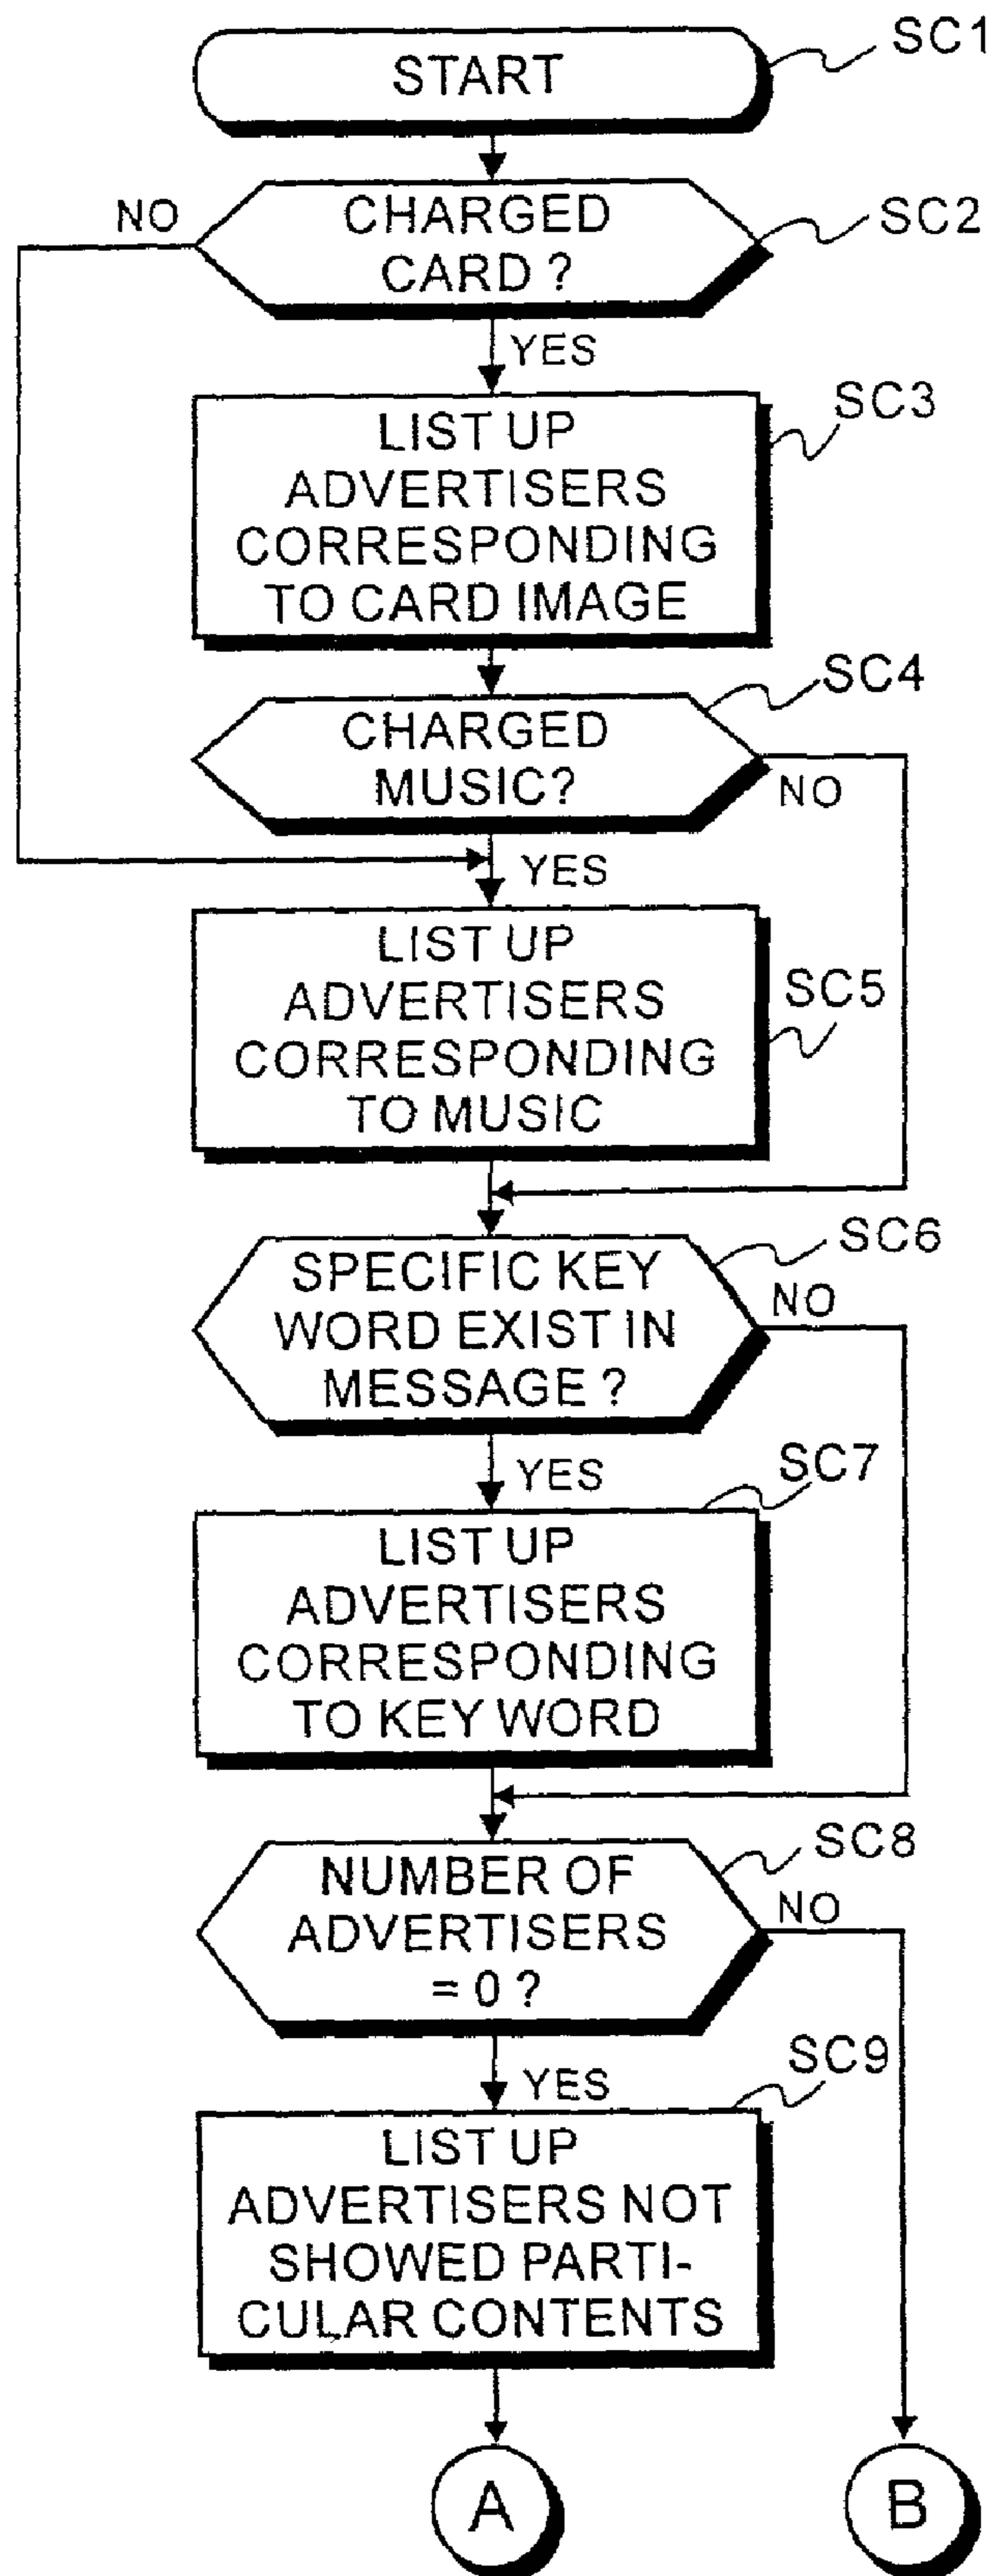 START
SC1
NO
CHARGED
CARD ?
SC2
YES
SC3
LIST UP
ADVERTISERS
CORRESPONDING
TO CARD IMAGE
SC4
CHARGED
MUSIC?
NO
YES
LIST UP
ADVERTISERS
CORRESPONDING
TO MUSIC
SC5
SC6
SPECIFIC KEY
WORD EXIST IN
MESSAGE ?
NO
YES
SC7
LIST UP
ADVERTISERS
CORRESPONDING
TO KEY WORD
SC8
NUMBER OF
ADVERTISERS
= 0 ?
NO
YES
SC9
LIST UP
ADVERTISERS NOT
SHOWED PARTI-
CULAR CONTENTS
A
B